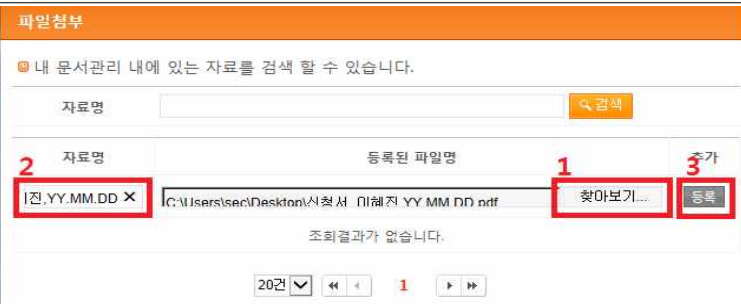 파일첨부
내 문서관리 내에 있는 자료를 검색 할 수 있습니다.
자료명 검색
자료명 등록된 파일명 추가
2 1 3
진,YY.MM.DD × C:\Users\sec\Desktop\신청서_이혜진 YY MM DD.pdf 찾아보기... 등록
조회결과가 없습니다.
20건 1